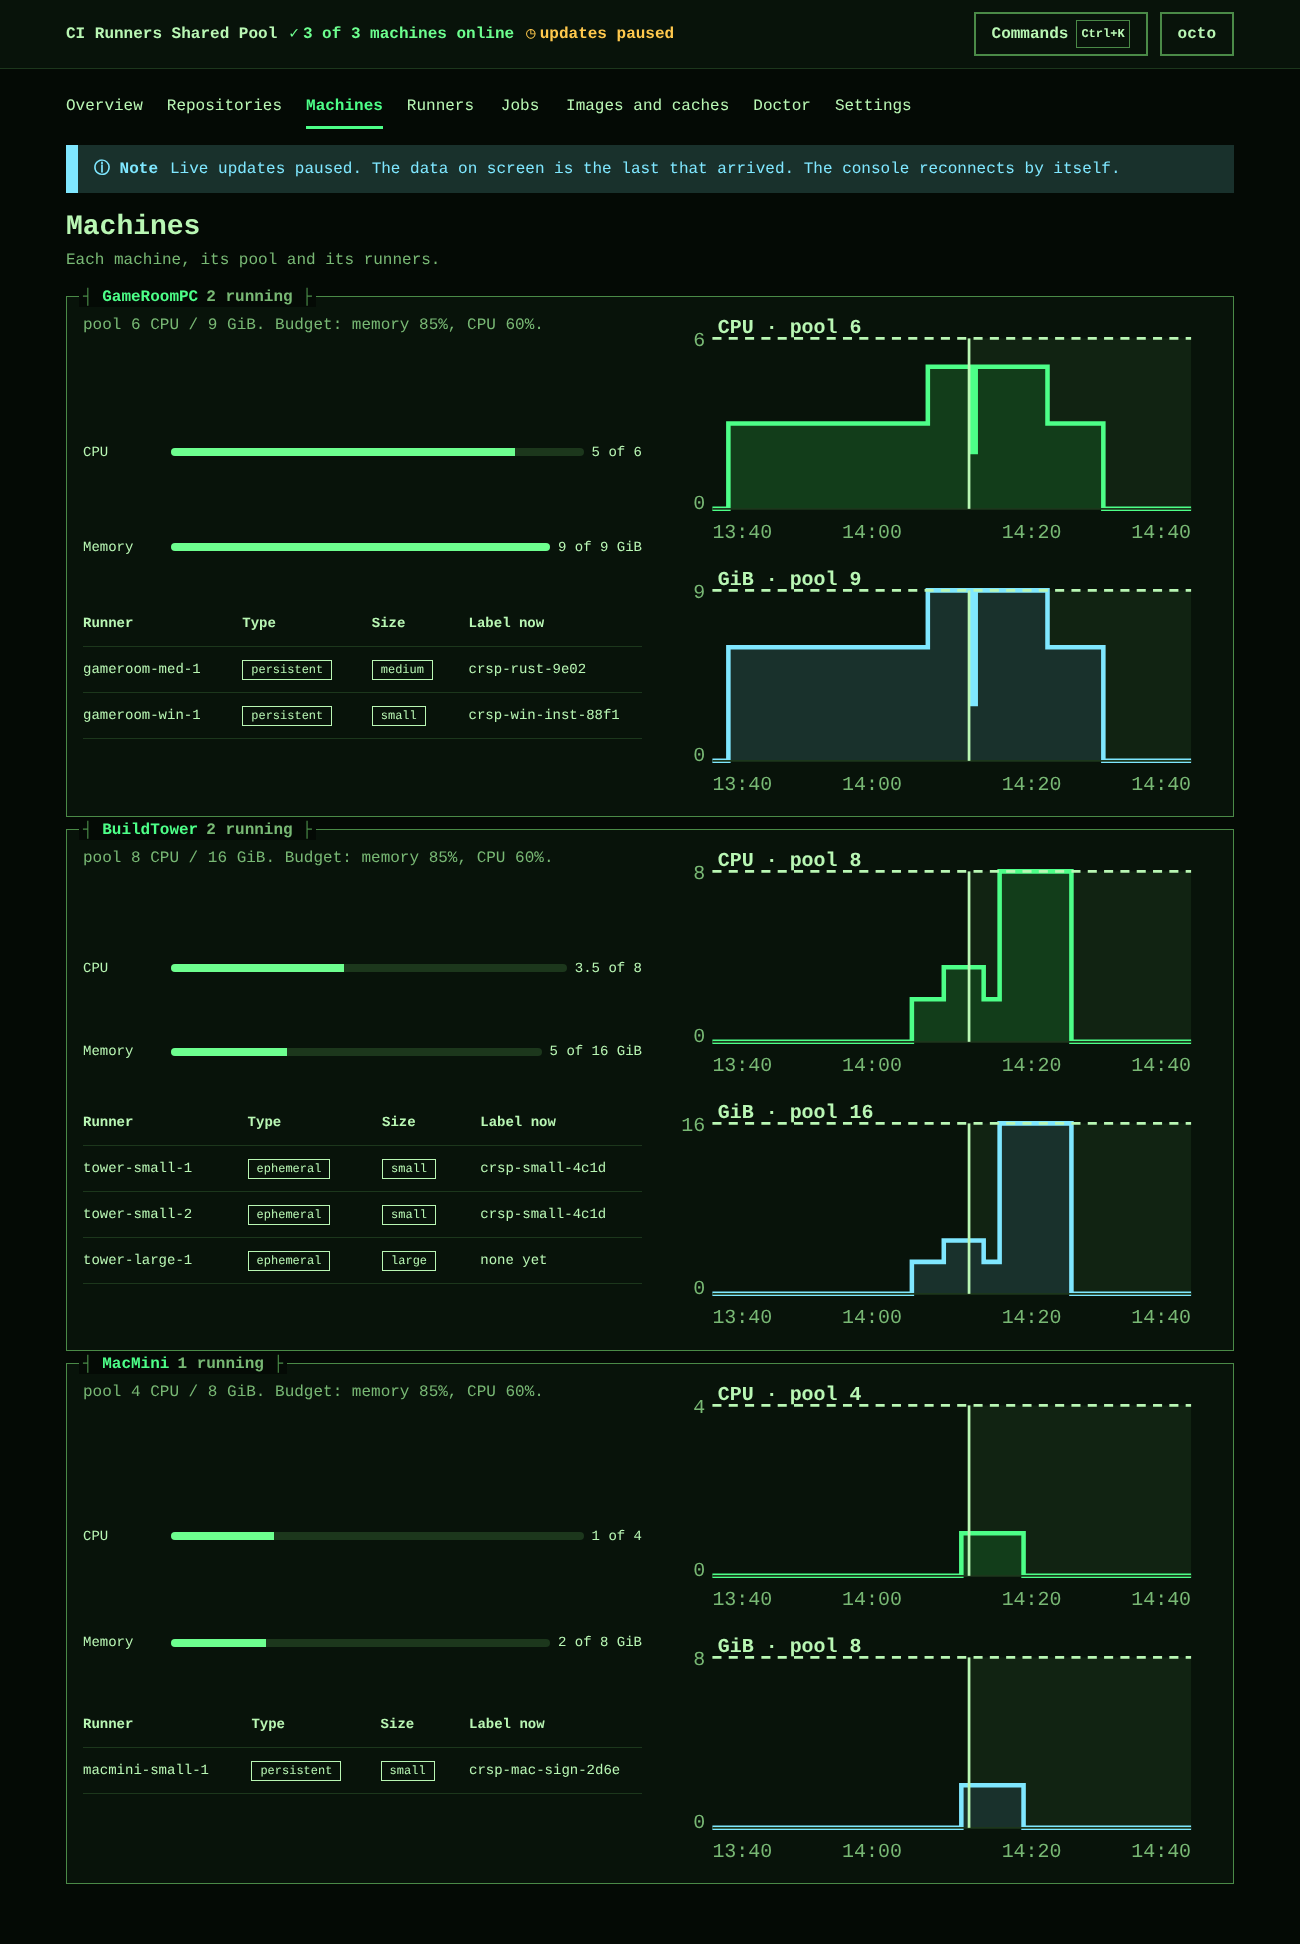 CI Runners Shared Pool ✓ 3 of 3 machines online ◷ updates paused
Commands Ctrl+K
octo
Overview Repositories Machines Runners Jobs Images and caches Doctor Settings
ⓘ Note Live updates paused. The data on screen is the last that arrived. The console reconnects by itself.
Machines
Each machine, its pool and its runners.
┤ GameRoomPC 2 running ├
pool 6 CPU / 9 GiB. Budget: memory 85%, CPU 60%.
CPU 5 of 6
Memory 9 of 9 GiB
Runner Type Size Label now
gameroom-med-1 persistent medium crsp-rust-9e02
gameroom-win-1 persistent small crsp-win-inst-88f1
CPU · pool 6
6
0
13:40 14:00 14:20 14:40
GiB · pool 9
9
0
13:40 14:00 14:20 14:40
┤ BuildTower 2 running ├
pool 8 CPU / 16 GiB. Budget: memory 85%, CPU 60%.
CPU 3.5 of 8
Memory 5 of 16 GiB
Runner Type Size Label now
tower-small-1 ephemeral small crsp-small-4c1d
tower-small-2 ephemeral small crsp-small-4c1d
tower-large-1 ephemeral large none yet
CPU · pool 8
8
0
13:40 14:00 14:20 14:40
GiB · pool 16
16
0
13:40 14:00 14:20 14:40
┤ MacMini 1 running ├
pool 4 CPU / 8 GiB. Budget: memory 85%, CPU 60%.
CPU 1 of 4
Memory 2 of 8 GiB
Runner Type Size Label now
macmini-small-1 persistent small crsp-mac-sign-2d6e
CPU · pool 4
4
0
13:40 14:00 14:20 14:40
GiB · pool 8
8
0
13:40 14:00 14:20 14:40